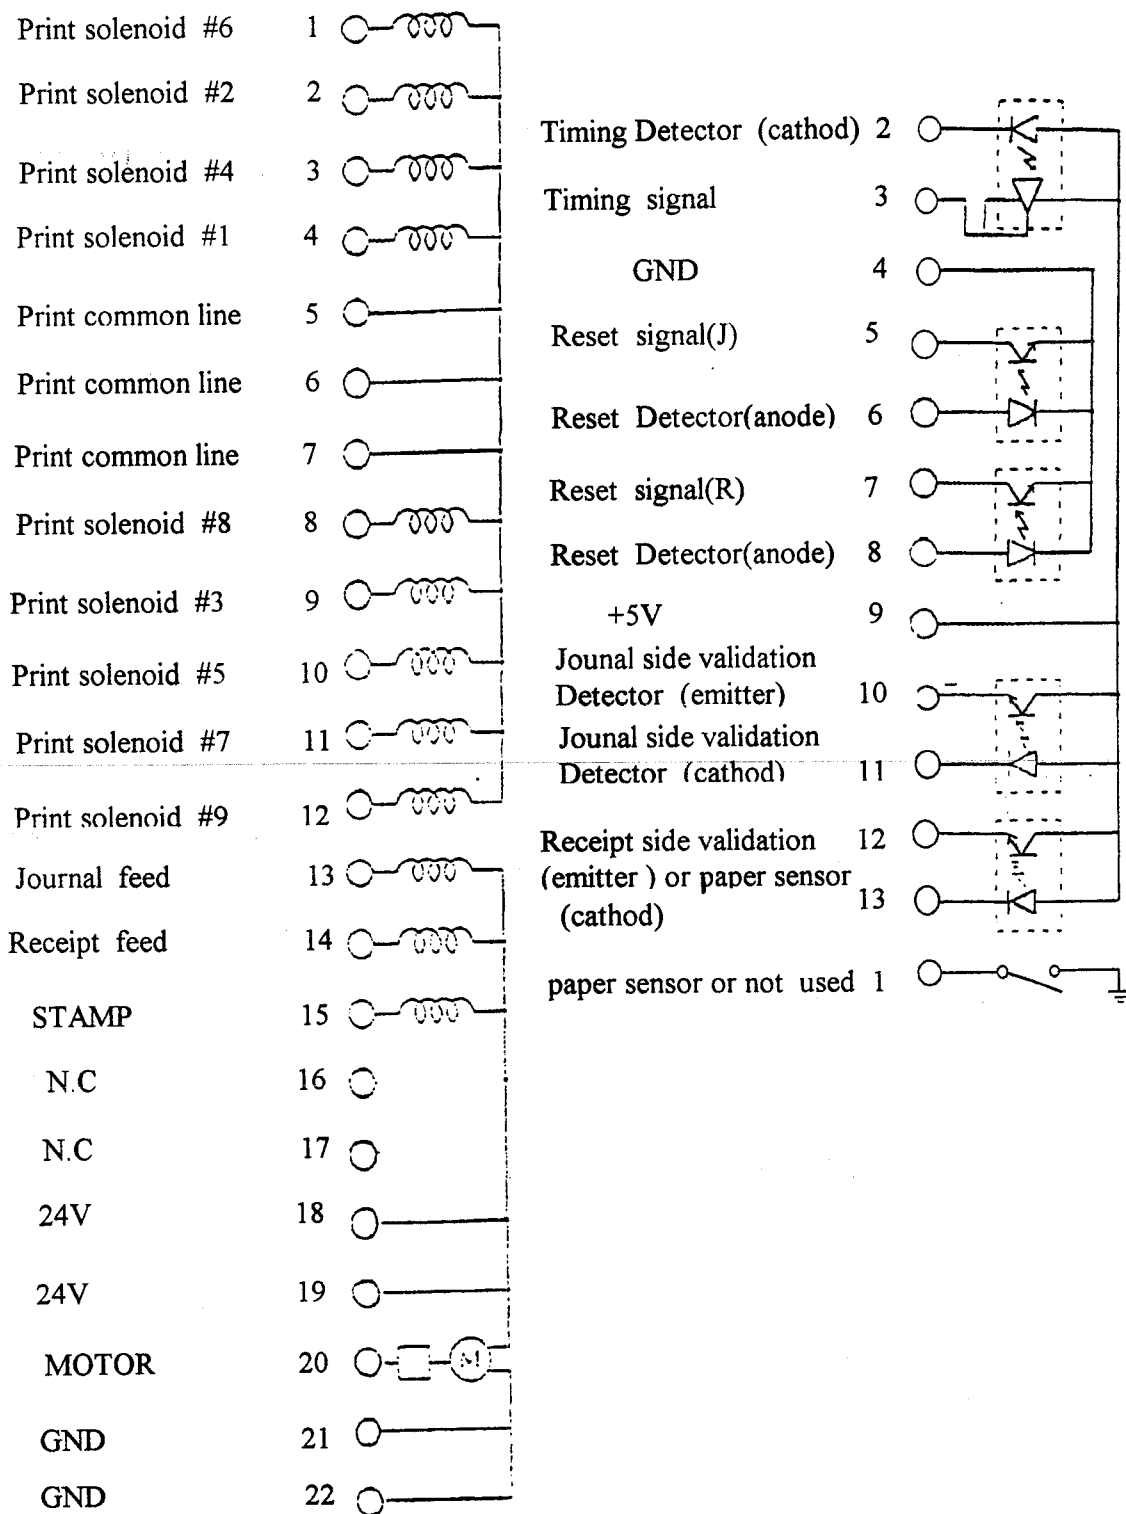 Print solenoid #6 1
Print solenoid #2 2
Print solenoid #4 3
Print solenoid #1 4
Print common line 5
Print common line 6
Print common line 7
Print solenoid #8 8
Print solenoid #3 9
Print solenoid #5 10
Print solenoid #7 11
Print solenoid #9 12
Journal feed 13
Receipt feed 14
STAMP 15
N.C 16
N.C 17
24V 18
24V 19
MOTOR 20 M
GND 21
GND 22
Timing Detector (cathod) 2
Timing signal 3
GND 4
Reset signal(J) 5
Reset Detector(anode) 6
Reset signal(R) 7
Reset Detector(anode) 8
+5V 9
Jounal side validation
Detector (emitter) 10
Jounal side validation
Detector (cathod) 11
Receipt side validation 12
(emitter ) or paper sensor
(cathod) 13
paper sensor or not used 1